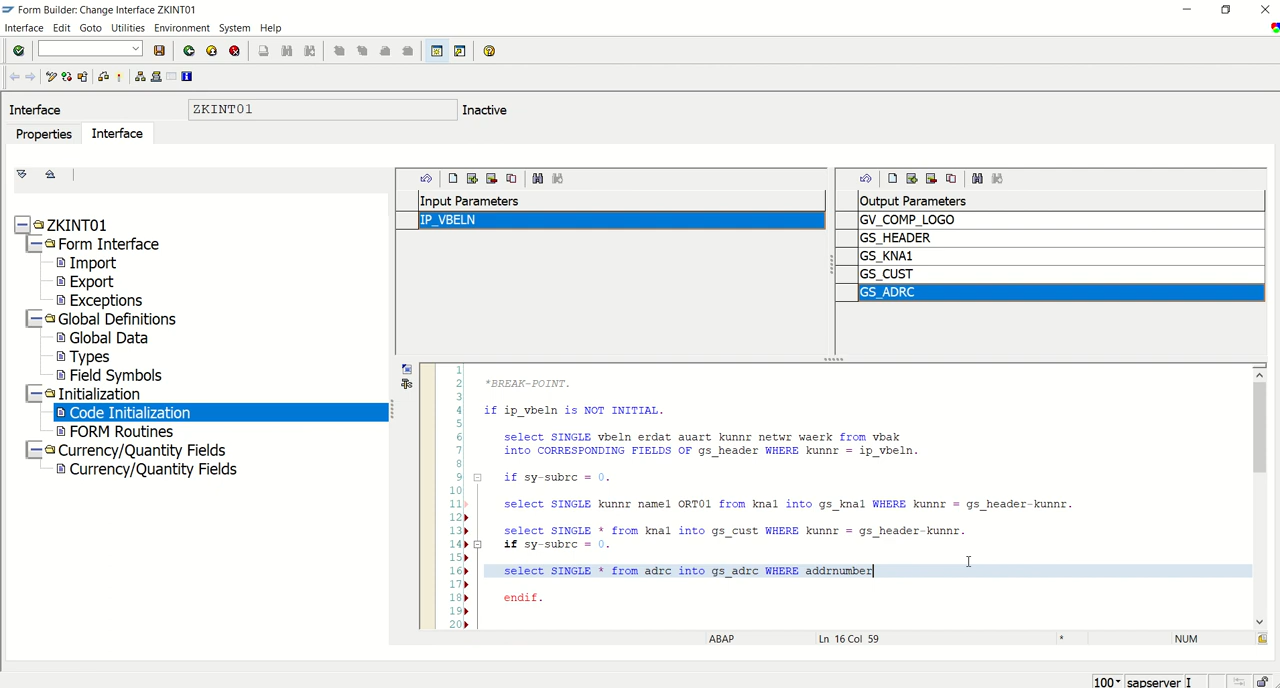 Form Builder: Change Interface ZKINT01
Interface Edit Goto Utilities Environment System Help
Interface ZKINT01 Inactive
Properties Interface
ZKINT01
Form Interface
Import
Export
Exceptions
Global Definitions
Global Data
Types
Field Symbols
Initialization
Code Initialization
FORM Routines
Currency/Quantity Fields
Currency/Quantity Fields
Input Parameters
IP_VBELN
Output Parameters
GV_COMP_LOGO
GS_HEADER
GS_KNA1
GS_CUST
GS_ADRC
1
2 *BREAK-POINT.
3
4 if ip_vbeln is NOT INITIAL.
5
6 select SINGLE vbeln erdat auart kunnr netwr waerk from vbak
7 into CORRESPONDING FIELDS OF gs_header WHERE kunnr = ip_vbeln.
8
9 if sy-subrc = 0.
10
11 select SINGLE kunnr name1 ORT01 from kna1 into gs_kna1 WHERE kunnr = gs_header-kunnr.
12
13 select SINGLE * from kna1 into gs_cust WHERE kunnr = gs_header-kunnr.
14 if sy-subrc = 0.
15
16 select SINGLE * from adrc into gs_adrc WHERE addrnumber
17
18 endif.
19
20
ABAP Ln 16 Col 59 * NUM
100 sapserver I